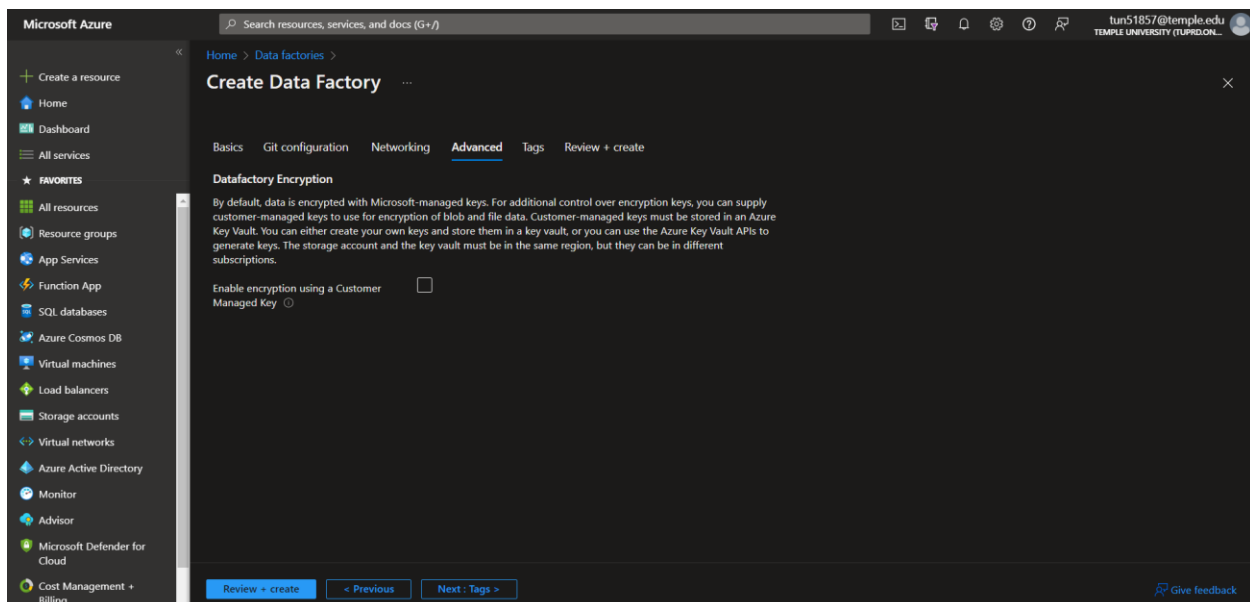 Microsoft Azure
Search resources, services, and docs (G+/)
tun51857@temple.edu
TEMPLE UNIVERSITY (TUPRD.ON...
«
Create a resource
Home
Dashboard
All services
FAVORITES
All resources
Resource groups
App Services
Function App
SQL databases
Azure Cosmos DB
Virtual machines
Load balancers
Storage accounts
Virtual networks
Azure Active Directory
Monitor
Advisor
Microsoft Defender for
Cloud
Cost Management +
Billing
Home > Data factories >
Create Data Factory ...
Basics Git configuration Networking Advanced Tags Review + create
Datafactory Encryption
By default, data is encrypted with Microsoft-managed keys. For additional control over encryption keys, you can supply
customer-managed keys to use for encryption of blob and file data. Customer-managed keys must be stored in an Azure
Key Vault. You can either create your own keys and store them in a key vault, or you can use the Azure Key Vault APIs to
generate keys. The storage account and the key vault must be in the same region, but they can be in different
subscriptions.
Enable encryption using a Customer
Managed Key
Review + create < Previous Next : Tags > Give feedback